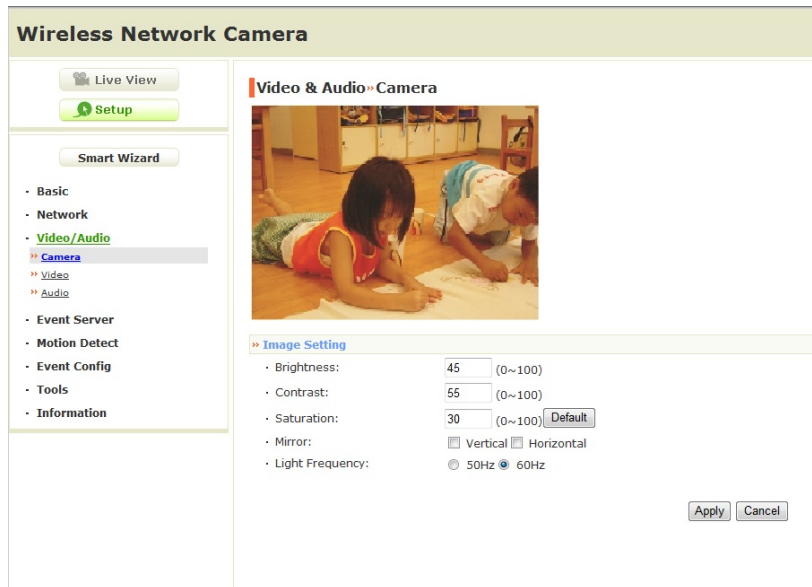 Wireless Network Camera
Live View
Setup
Smart Wizard
· Basic
· Network
· Video/Audio
» Camera
» Video
» Audio
· Event Server
· Motion Detect
· Event Config
· Tools
· Information
Video & Audio» Camera
» Image Setting
· Brightness: 45 (0~100)
· Contrast: 55 (0~100)
· Saturation: 30 (0~100) Default
· Mirror: Vertical Horizontal
· Light Frequency: 50Hz 60Hz
Apply Cancel